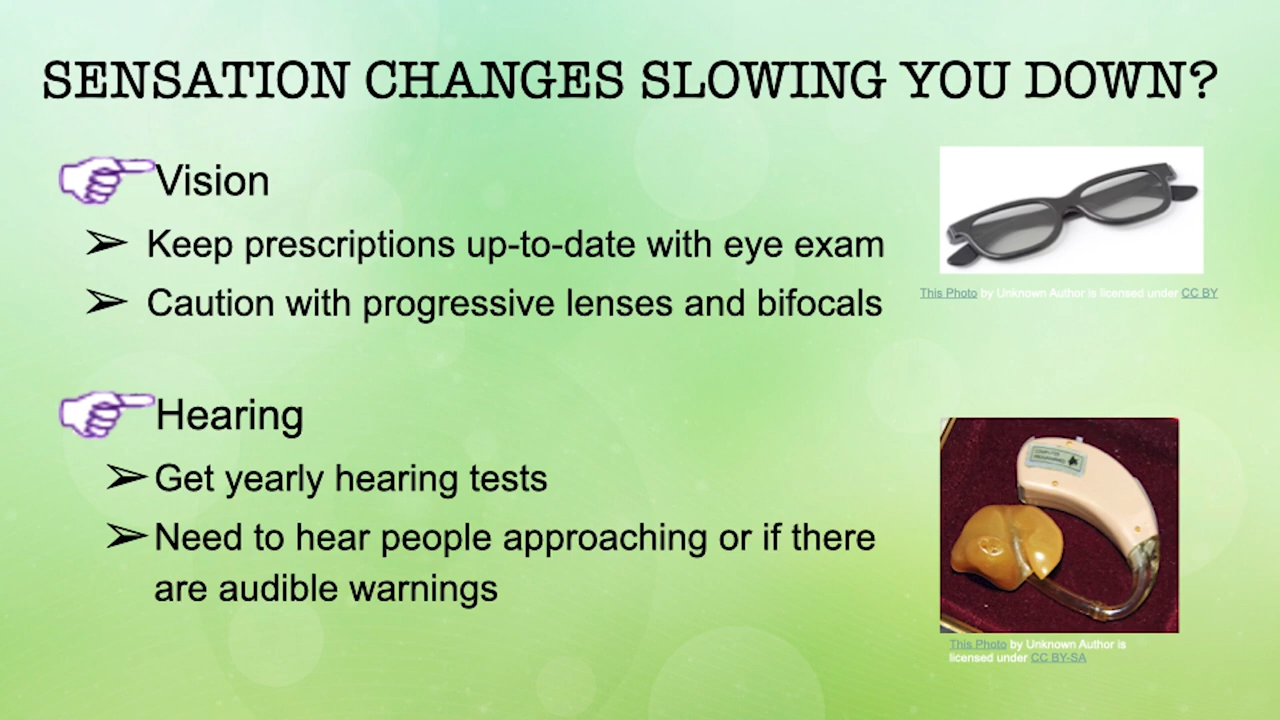 SENSATION CHANGES SLOWING YOU DOWN?
Vision
➢ Keep prescriptions up-to-date with eye exam
➢ Caution with progressive lenses and bifocals
This Photo by Unknown Author is licensed under CC BY
Hearing
➢ Get yearly hearing tests
➢ Need to hear people approaching or if there
are audible warnings
This Photo by Unknown Author is
licensed under CC BY-SA